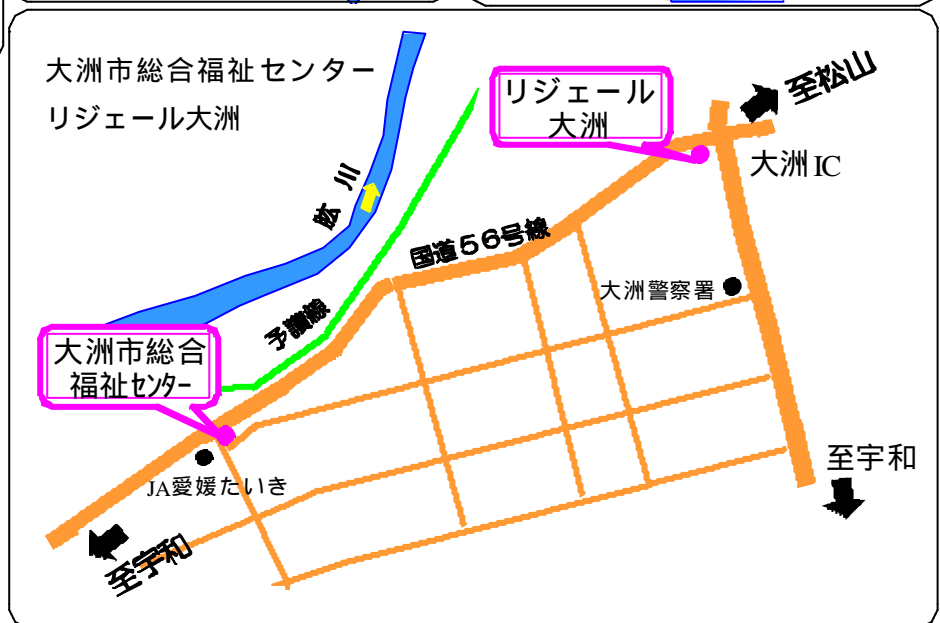 大洲市総合福祉センター
リジェール大洲
リジェール
大洲
至松山
大洲IC
肱川
国道56号線
大洲警察署
予讃線
大洲市総合
福祉センター
JA愛媛たいき
至宇和
至宇和